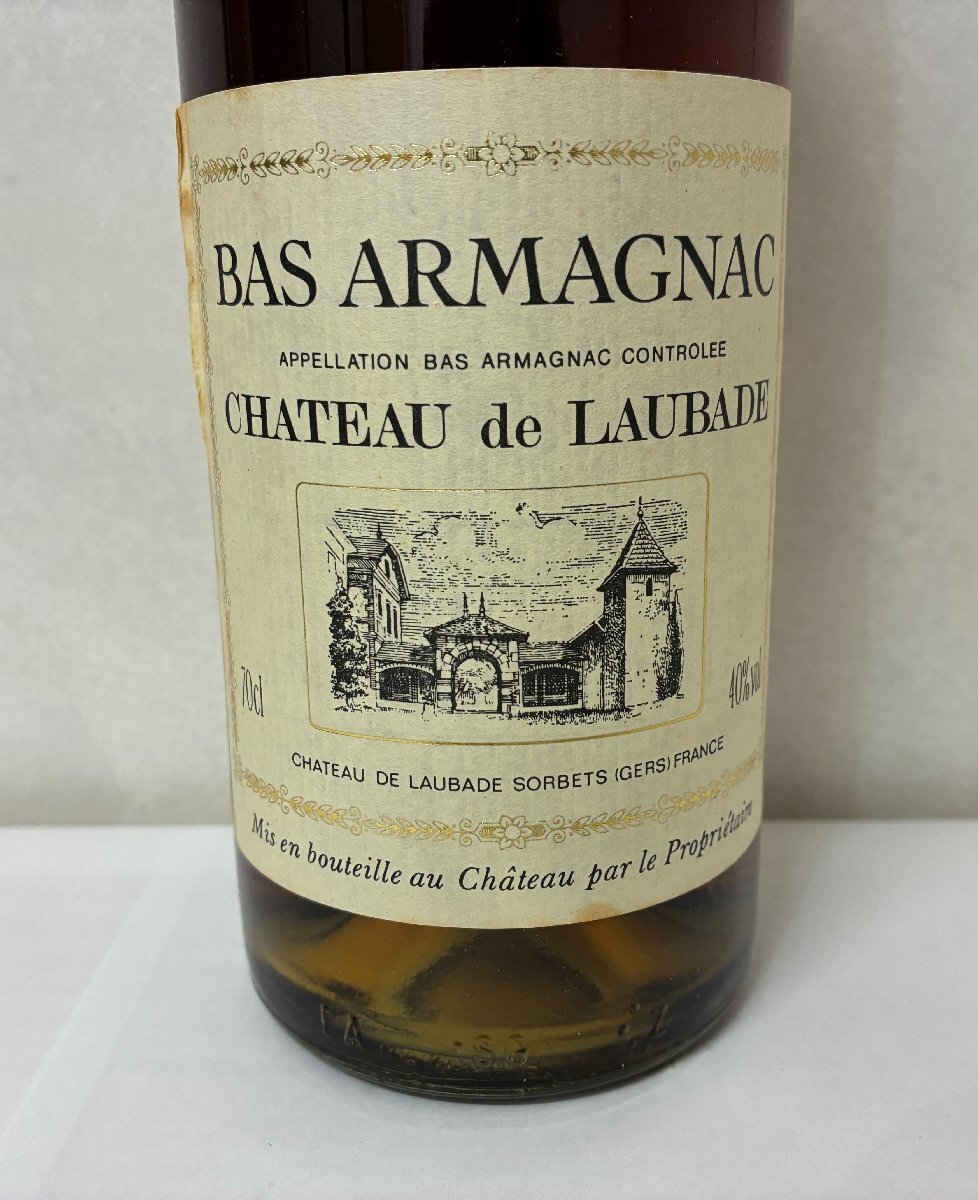 BAS ARMAGNAC
APPELLATION BAS ARMAGNAC CONTROLEE
CHATEAU de LAUBADE
70cl
40% vol
CHATEAU DE LAUBADE SORBETS (GERS) FRANCE
Mis en bouteille au Château par le Propriétaire